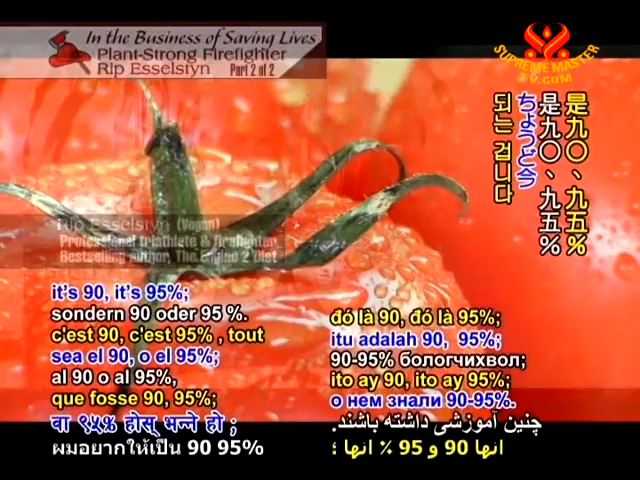 In the Business of Saving Lives
Plant-Strong Firefighter
Rip Esselstyn Part 2 of 2
SUPREME MASTER
TV.COM
是九〇、九五%
是九〇、九五%
ちょうど今
되는 겁니다
Rip Esselstyn (Vegan)
Professional triathlete & firefighter
Bestselling author, The Engine 2 Diet
it's 90, it's 95%;
sondern 90 oder 95 %.
c'est 90, c'est 95% , tout
sea el 90, o el 95%;
al 90 o al 95%,
que fosse 90, 95%;
वा ९५% होस् भन्ने हो ;
ผมอยากให้เป็น 90 95%
đó là 90, đó là 95%;
itu adalah 90, 95%;
90-95% бологчихвол;
ito ay 90, ito ay 95%;
о нем знали 90-95%.
چنین آموزشی داشته باشند.
انها 90 و 95 ٪ انها ؛